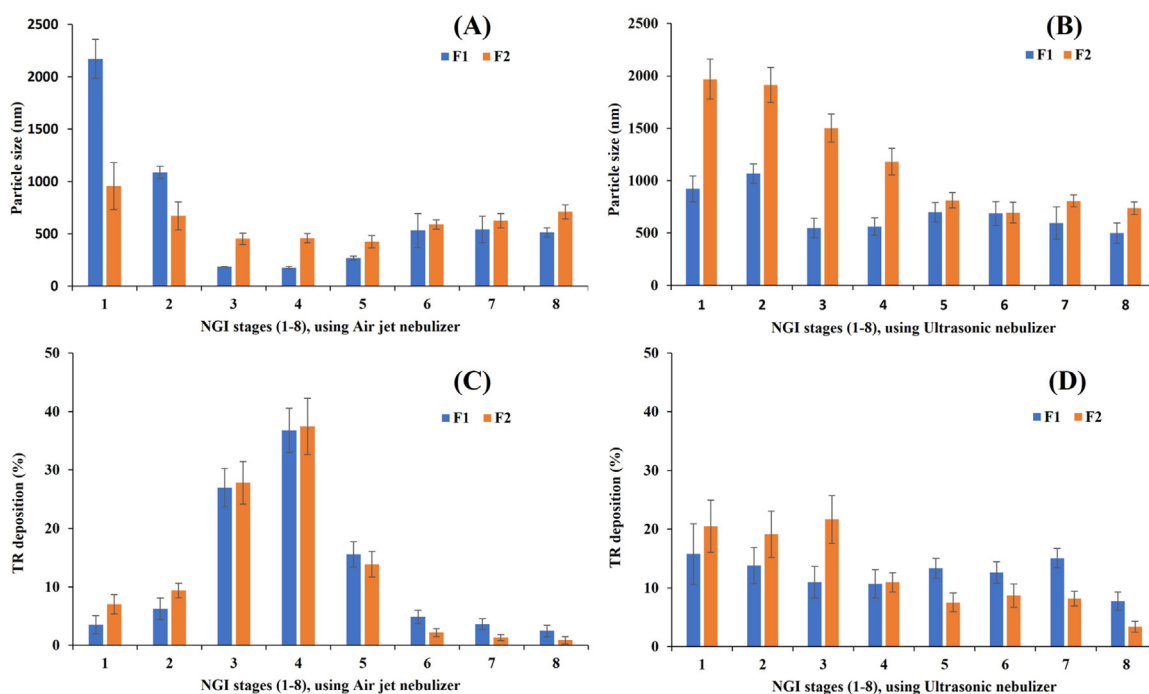 (A)
F1 F2
Particle size (nm)
2500
2000
1500
1000
500
0
1 2 3 4 5 6 7 8
NGI stages (1-8), using Air jet nebulizer
(B)
F1 F2
Particle size (nm)
2500
2000
1500
1000
500
0
1 2 3 4 5 6 7 8
NGI stages (1-8), using Ultrasonic nebulizer
(C)
F1 F2
TR deposition (%)
50
40
30
20
10
0
1 2 3 4 5 6 7 8
NGI stages (1-8), using Air jet nebulizer
(D)
F1 F2
TR deposition (%)
50
40
30
20
10
0
1 2 3 4 5 6 7 8
NGI stages (1-8), using Ultrasonic nebulizer